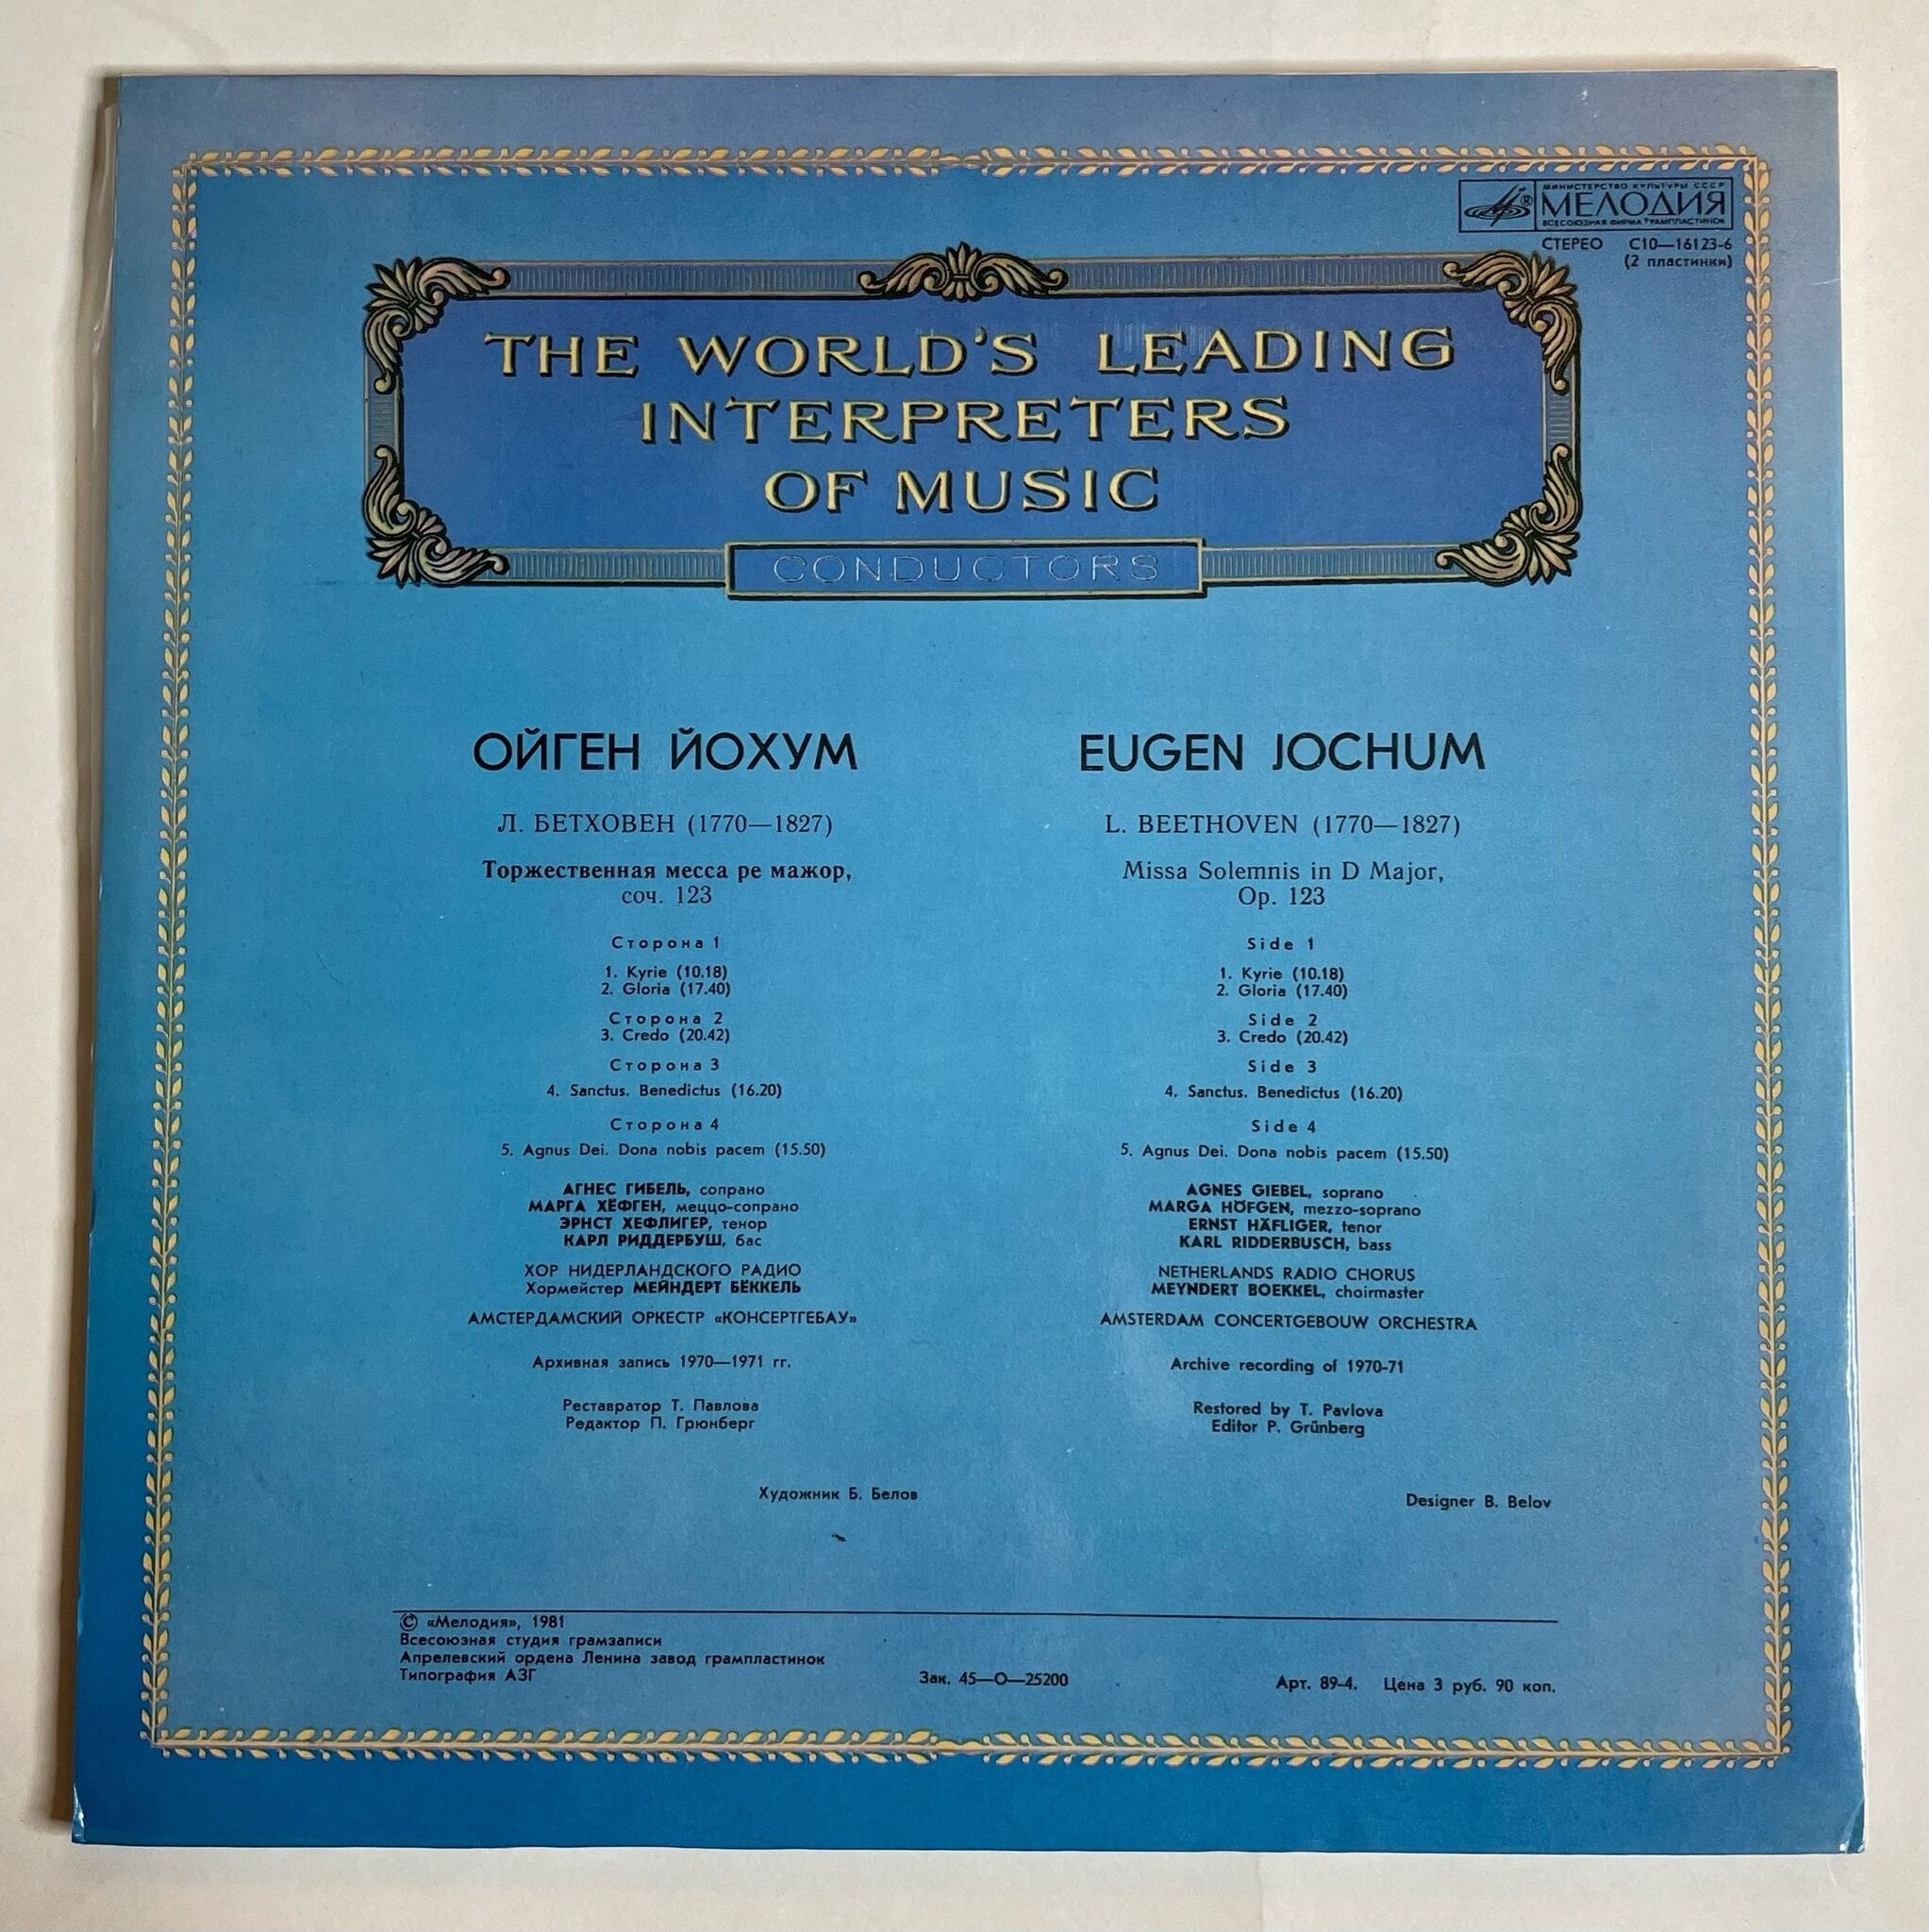 МИНИСТЕРСТВО КУЛЬТУРЫ СССР
МЕЛОДИЯ
ВСЕСОЮЗНАЯ ФИРМА ГРАМПЛАСТИНОК
СТЕРЕО С10—16123-6
(2 пластинки)
THE WORLD'S LEADING
INTERPRETERS
OF MUSIC
CONDUCTORS
ОЙГЕН ЙОХУМ
Л. БЕТХОВЕН (1770—1827)
Торжественная месса ре мажор,
соч. 123
Сторона 1
1. Kyrie (10.18)
2. Gloria (17.40)
Сторона 2
3. Credo (20.42)
Сторона 3
4. Sanctus. Benedictus (16.20)
Сторона 4
5. Agnus Dei. Dona nobis pacem (15.50)
АГНЕС ГИБЕЛЬ, сопрано
МАРГА ХЁФГЕН, меццо-сопрано
ЭРНСТ ХЕФЛИГЕР, тенор
КАРЛ РИДДЕРБУШ, бас
ХОР НИДЕРЛАНДСКОГО РАДИО
Хормейстер МЕЙНДЕРТ БЁККЕЛЬ
АМСТЕРДАМСКИЙ ОРКЕСТР «КОНСЕРТГЕБАУ»
Архивная запись 1970—1971 гг.
Реставратор Т. Павлова
Редактор П. Грюнберг
Художник Б. Белов
EUGEN JOCHUM
L. BEETHOVEN (1770—1827)
Missa Solemnis in D Major,
Op. 123
Side 1
1. Kyrie (10.18)
2. Gloria (17.40)
Side 2
3. Credo (20.42)
Side 3
4. Sanctus. Benedictus (16.20)
Side 4
5. Agnus Dei. Dona nobis pacem (15.50)
AGNES GIEBEL, soprano
MARGA HÖFGEN, mezzo-soprano
ERNST HÄFLIGER, tenor
KARL RIDDERBUSCH, bass
NETHERLANDS RADIO CHORUS
MEYNDERT BOEKKEL, choirmaster
AMSTERDAM CONCERTGEBOUW ORCHESTRA
Archive recording of 1970-71
Restored by T. Pavlova
Editor P. Grünberg
Designer B. Belov
© «Мелодия», 1981
Всесоюзная студия грамзаписи
Апрелевский ордена Ленина завод грампластинок
Типография АЗГ
Зак. 45—О—25200
Арт. 89-4. Цена 3 руб. 90 коп.